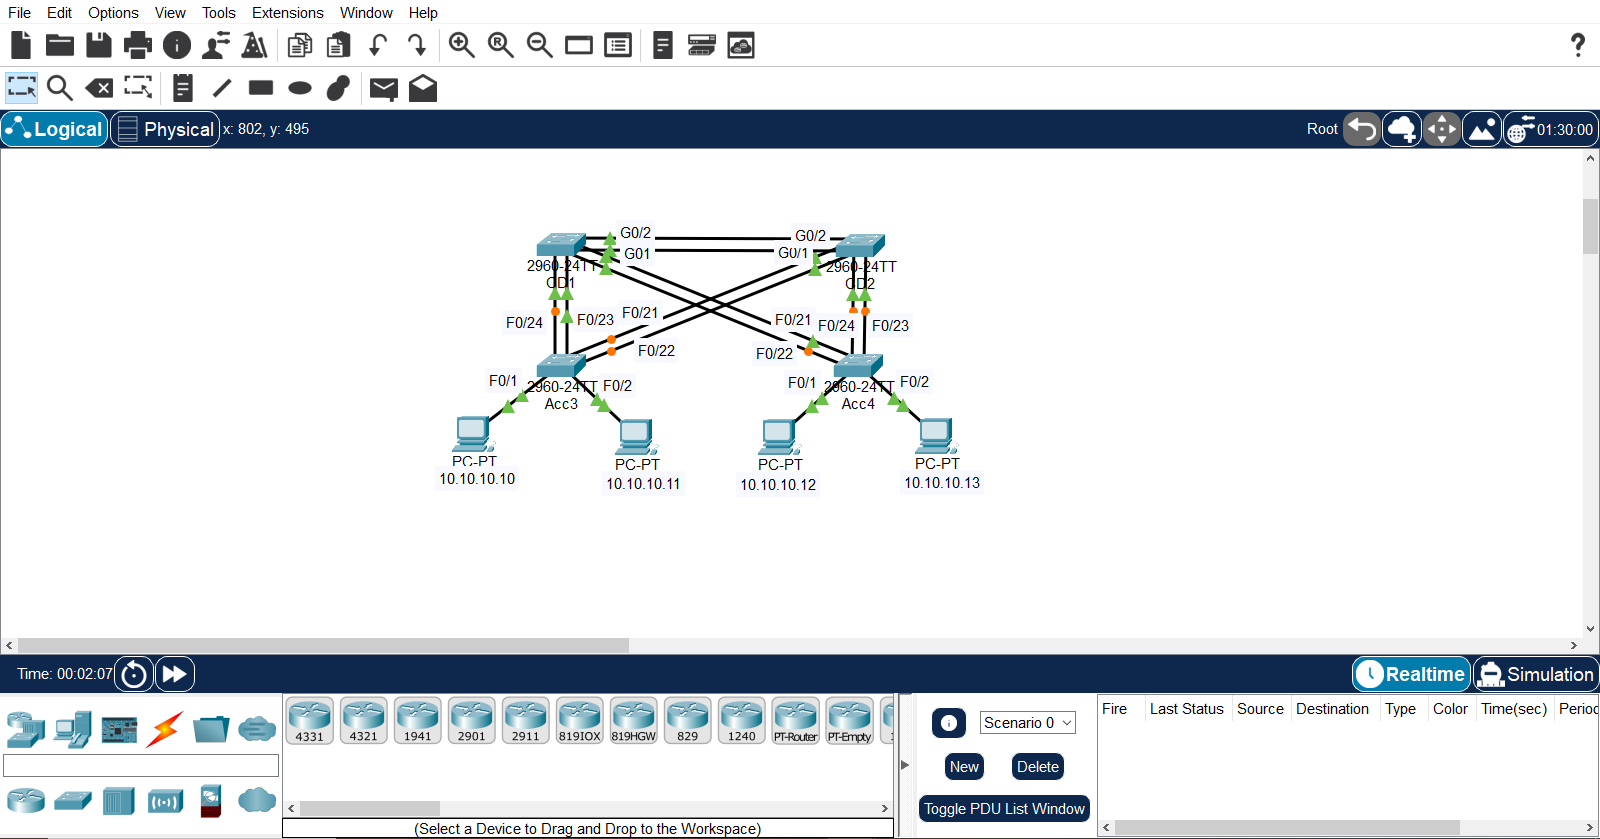 File Edit Options View Tools Extensions Window Help
?
Logical Physical x: 802, y: 495 Root 01:30:00
G0/2 G0/2
G01 G0/1
2960-24TT 2960-24TT
CD1 CD2
F0/24 F0/23 F0/21 F0/21 F0/24 F0/23
F0/22 F0/22
F0/1 2960-24TT F0/2 F0/1 2960-24TT F0/2
Acc3 Acc4
PC-PT PC-PT PC-PT PC-PT
10.10.10.10 10.10.10.11 10.10.10.12 10.10.10.13
Time: 00:02:07 Realtime Simulation
4331 4321 1941 2901 2911 819IOX 819HGW 829 1240 PT-Router PT-Empty
Scenario 0
New Delete
Toggle PDU List Window
Fire Last Status Source Destination Type Color Time(sec) Perioc
(Select a Device to Drag and Drop to the Workspace)